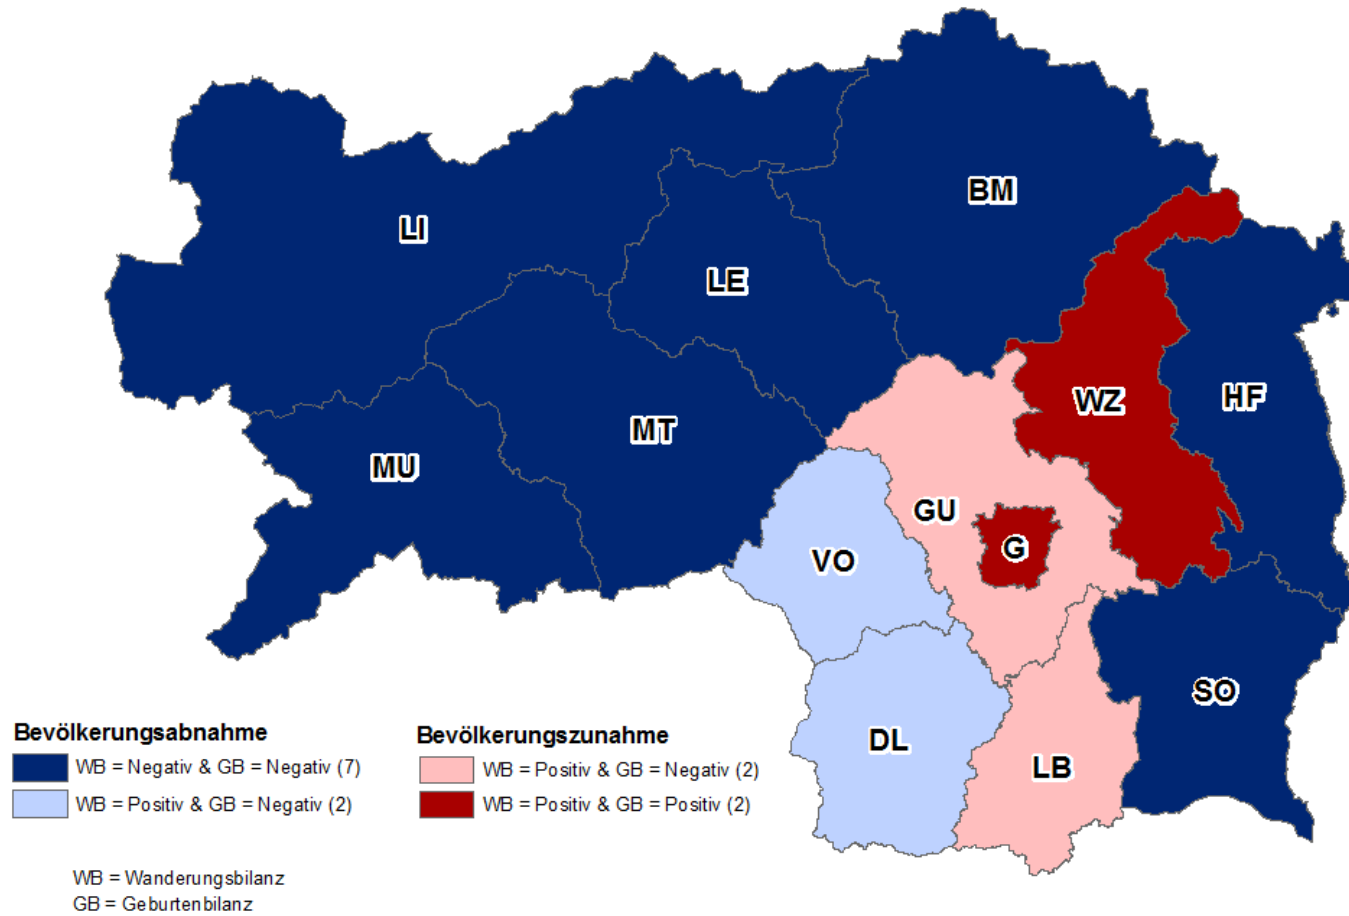 BM
LI
LE
WZ
HF
MT
MU
GU
G
VO
SO
DL
LB
Bevölkerungsabnahme
WB = Negativ & GB = Negativ (7)
WB = Positiv & GB = Negativ (2)
Bevölkerungszunahme
WB = Positiv & GB = Negativ (2)
WB = Positiv & GB = Positiv (2)
WB = Wanderungsbilanz
GB = Geburtenbilanz